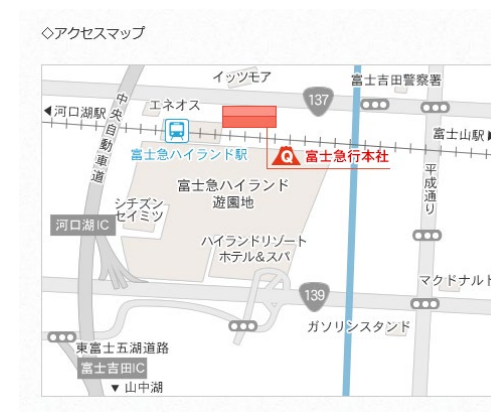 ◇アクセスマップ
イッツモア
富士吉田警察署
137
エネオス
◀河口湖駅
中央自動車道
富士山駅▶
富士急ハイランド駅
Q
富士急行本社
平成通り
富士急ハイランド
遊園地
シチズン
セイミツ
河口湖IC
ハイランドリゾート
ホテル&スパ
マクドナルト
139
ガソリンスタンド
東富士五湖道路
富士吉田IC
▼山中湖